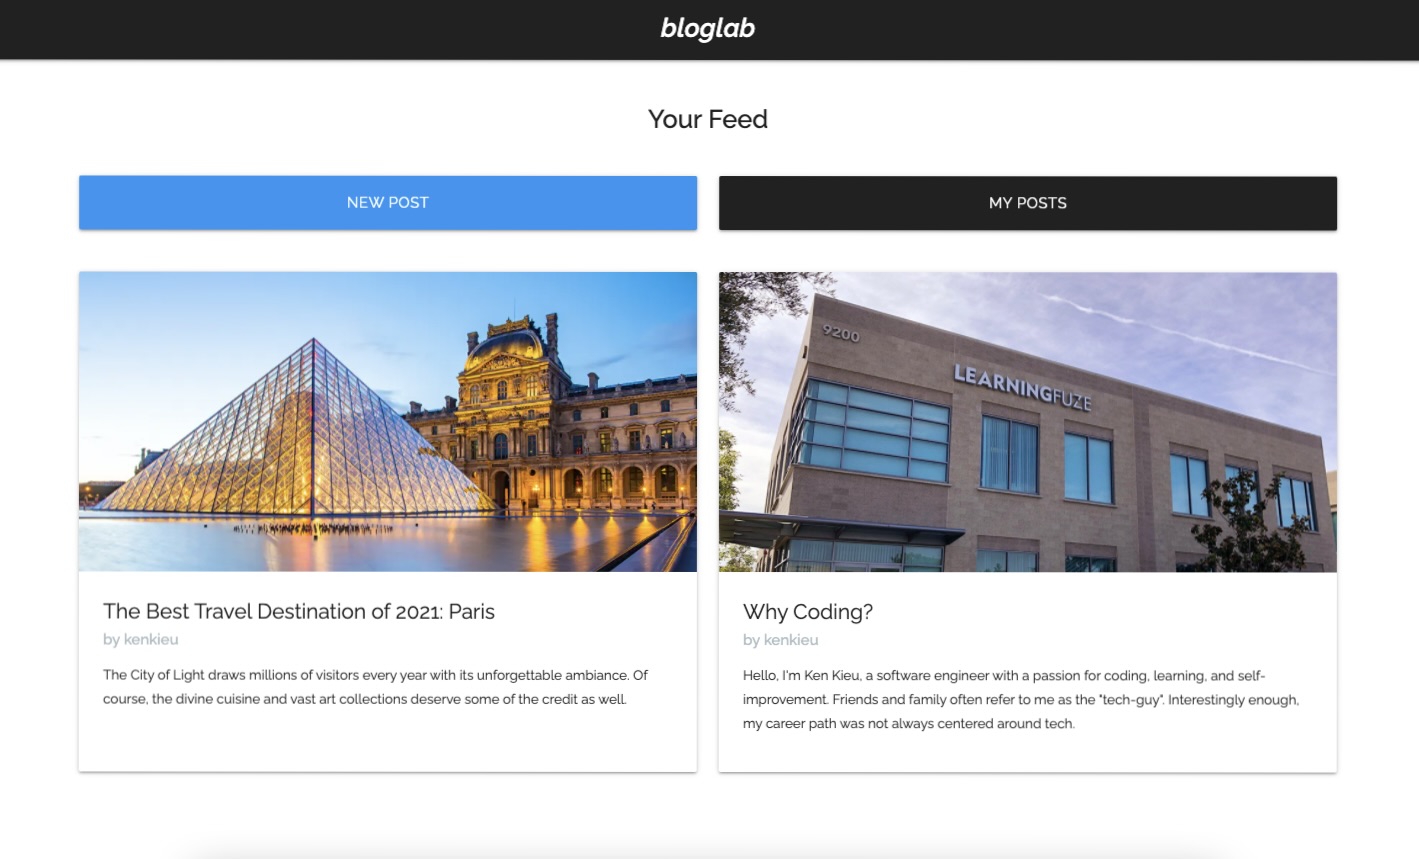 bloglab
Your Feed
NEW POST
MY POSTS
9200
LEARNINGFUZE
The Best Travel Destination of 2021: Paris
by kenkieu
The City of Light draws millions of visitors every year with its unforgettable ambiance. Of
course, the divine cuisine and vast art collections deserve some of the credit as well.
Why Coding?
by kenkieu
Hello, I'm Ken Kieu, a software engineer with a passion for coding, learning, and self-
improvement. Friends and family often refer to me as the "tech-guy". Interestingly enough,
my career path was not always centered around tech.